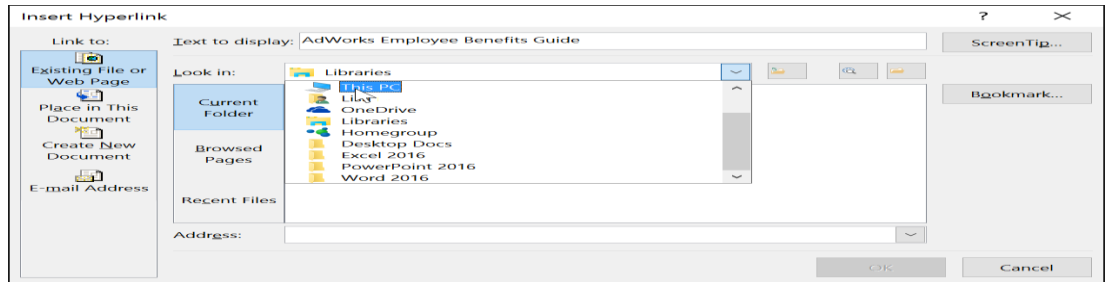 Insert Hyperlink
? ×
Link to:
Text to display: AdWorks Employee Benefits Guide
ScreenTip...
Existing File or
Web Page
Look in: Libraries
This PC
OneDrive
Libraries
Homegroup
Desktop Docs
Excel 2016
PowerPoint 2016
Word 2016
Current
Folder
Browsed
Pages
Recent Files
Bookmark...
Place in This
Document
Create New
Document
E-mail Address
Address:
OK
Cancel